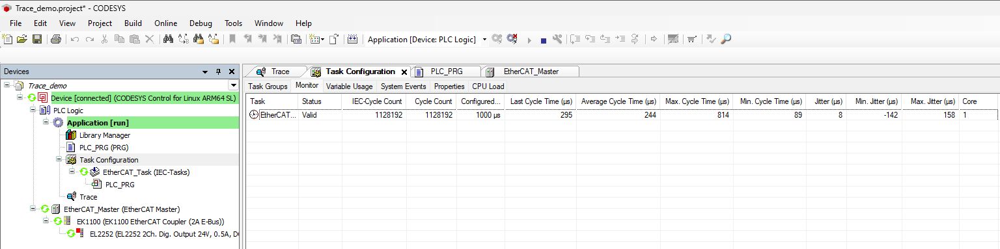 Trace_demo.project* - CODESYS
File Edit View Project Build Online Debug Tools Window Help
Application [Device: PLC Logic]
Devices
Trace_demo
Device [connected] (CODESYS Control for Linux ARM64 SL)
PLC Logic
Application [run]
Library Manager
PLC_PRG (PRG)
Task Configuration
EtherCAT_Task (IEC-Tasks)
PLC_PRG
Trace
EtherCAT_Master (EtherCAT Master)
EK1100 (EK1100 EtherCAT Coupler (2A E-Bus))
EL2252 (EL2252 2Ch. Dig. Output 24V, 0.5A, D
Trace Task Configuration PLC_PRG EtherCAT_Master
Task Groups Monitor Variable Usage System Events Properties CPU Load
Task Status IEC-Cycle Count Cycle Count Configured... Last Cycle Time (µs) Average Cycle Time (µs) Max. Cycle Time (µs) Min. Cycle Time (µs) Jitter (µs) Min. Jitter (µs) Max. Jitter (µs) Core
EtherCAT... Valid 1128192 1128192 1000 µs 295 244 814 89 8 -142 158 1